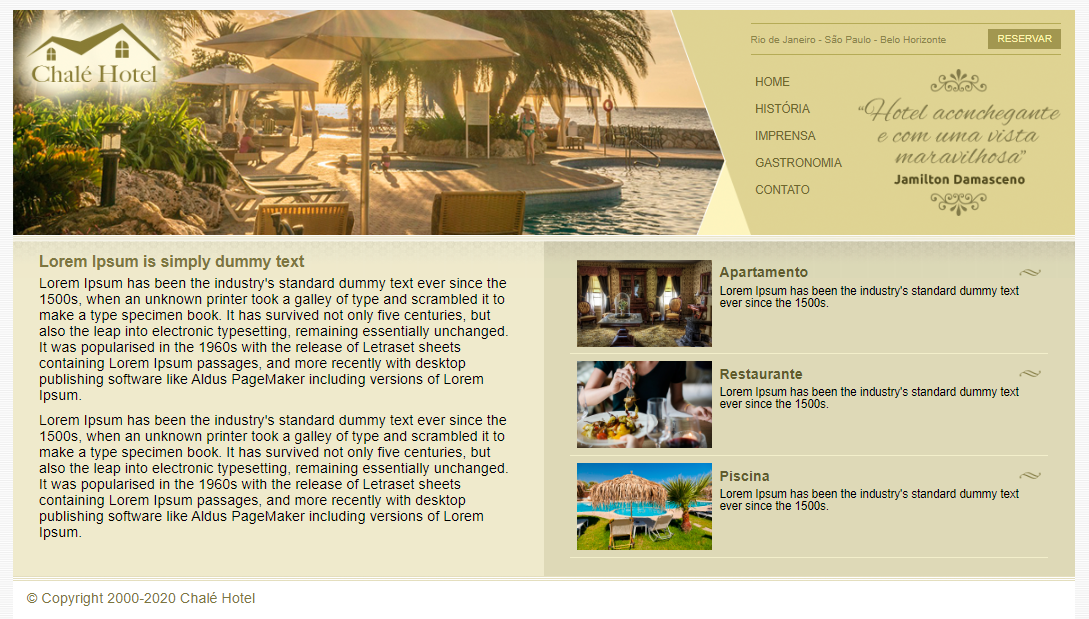 Chalé Hotel
Rio de Janeiro - São Paulo - Belo Horizonte
RESERVAR
HOME
HISTÓRIA
IMPRENSA
GASTRONOMIA
CONTATO
“Hotel aconchegante
e com uma vista
maravilhosa”
Jamilton Damasceno
Lorem Ipsum is simply dummy text
Lorem Ipsum has been the industry's standard dummy text ever since the
1500s, when an unknown printer took a galley of type and scrambled it to
make a type specimen book. It has survived not only five centuries, but
also the leap into electronic typesetting, remaining essentially unchanged.
It was popularised in the 1960s with the release of Letraset sheets
containing Lorem Ipsum passages, and more recently with desktop
publishing software like Aldus PageMaker including versions of Lorem
Ipsum.
Lorem Ipsum has been the industry's standard dummy text ever since the
1500s, when an unknown printer took a galley of type and scrambled it to
make a type specimen book. It has survived not only five centuries, but
also the leap into electronic typesetting, remaining essentially unchanged.
It was popularised in the 1960s with the release of Letraset sheets
containing Lorem Ipsum passages, and more recently with desktop
publishing software like Aldus PageMaker including versions of Lorem
Ipsum.
Apartamento
Lorem Ipsum has been the industry's standard dummy text
ever since the 1500s.
Restaurante
Lorem Ipsum has been the industry's standard dummy text
ever since the 1500s.
Piscina
Lorem Ipsum has been the industry's standard dummy text
ever since the 1500s.
© Copyright 2000-2020 Chalé Hotel